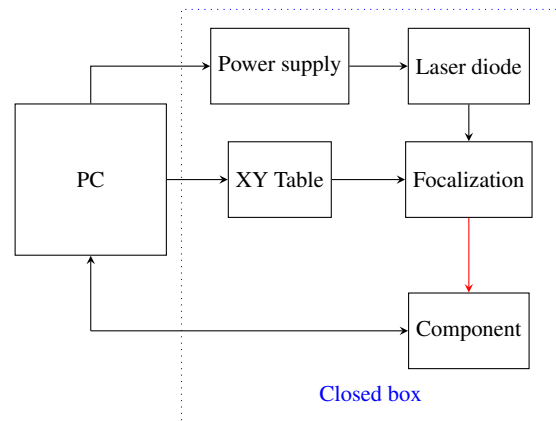 Power supply
Laser diode
PC
XY Table
Focalization
Component
Closed box